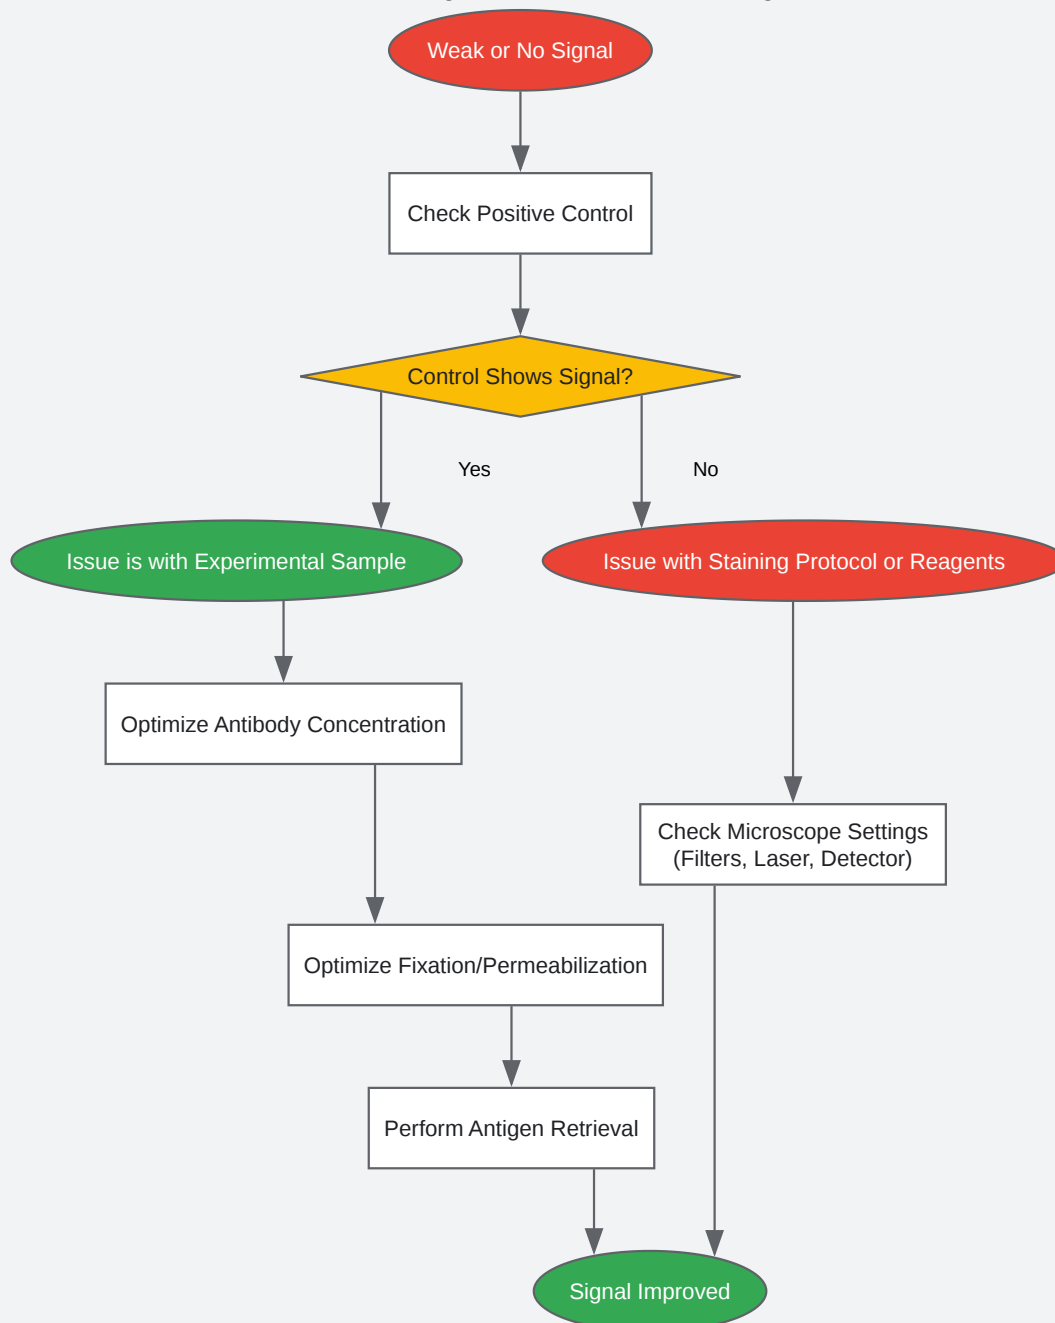 Weak or No Signal
Check Positive Control
Control Shows Signal?
Yes
No
Issue is with Experimental Sample
Issue with Staining Protocol or Reagents
Optimize Antibody Concentration
Check Microscope Settings
(Filters, Laser, Detector)
Optimize Fixation/Permeabilization
Perform Antigen Retrieval
Signal Improved